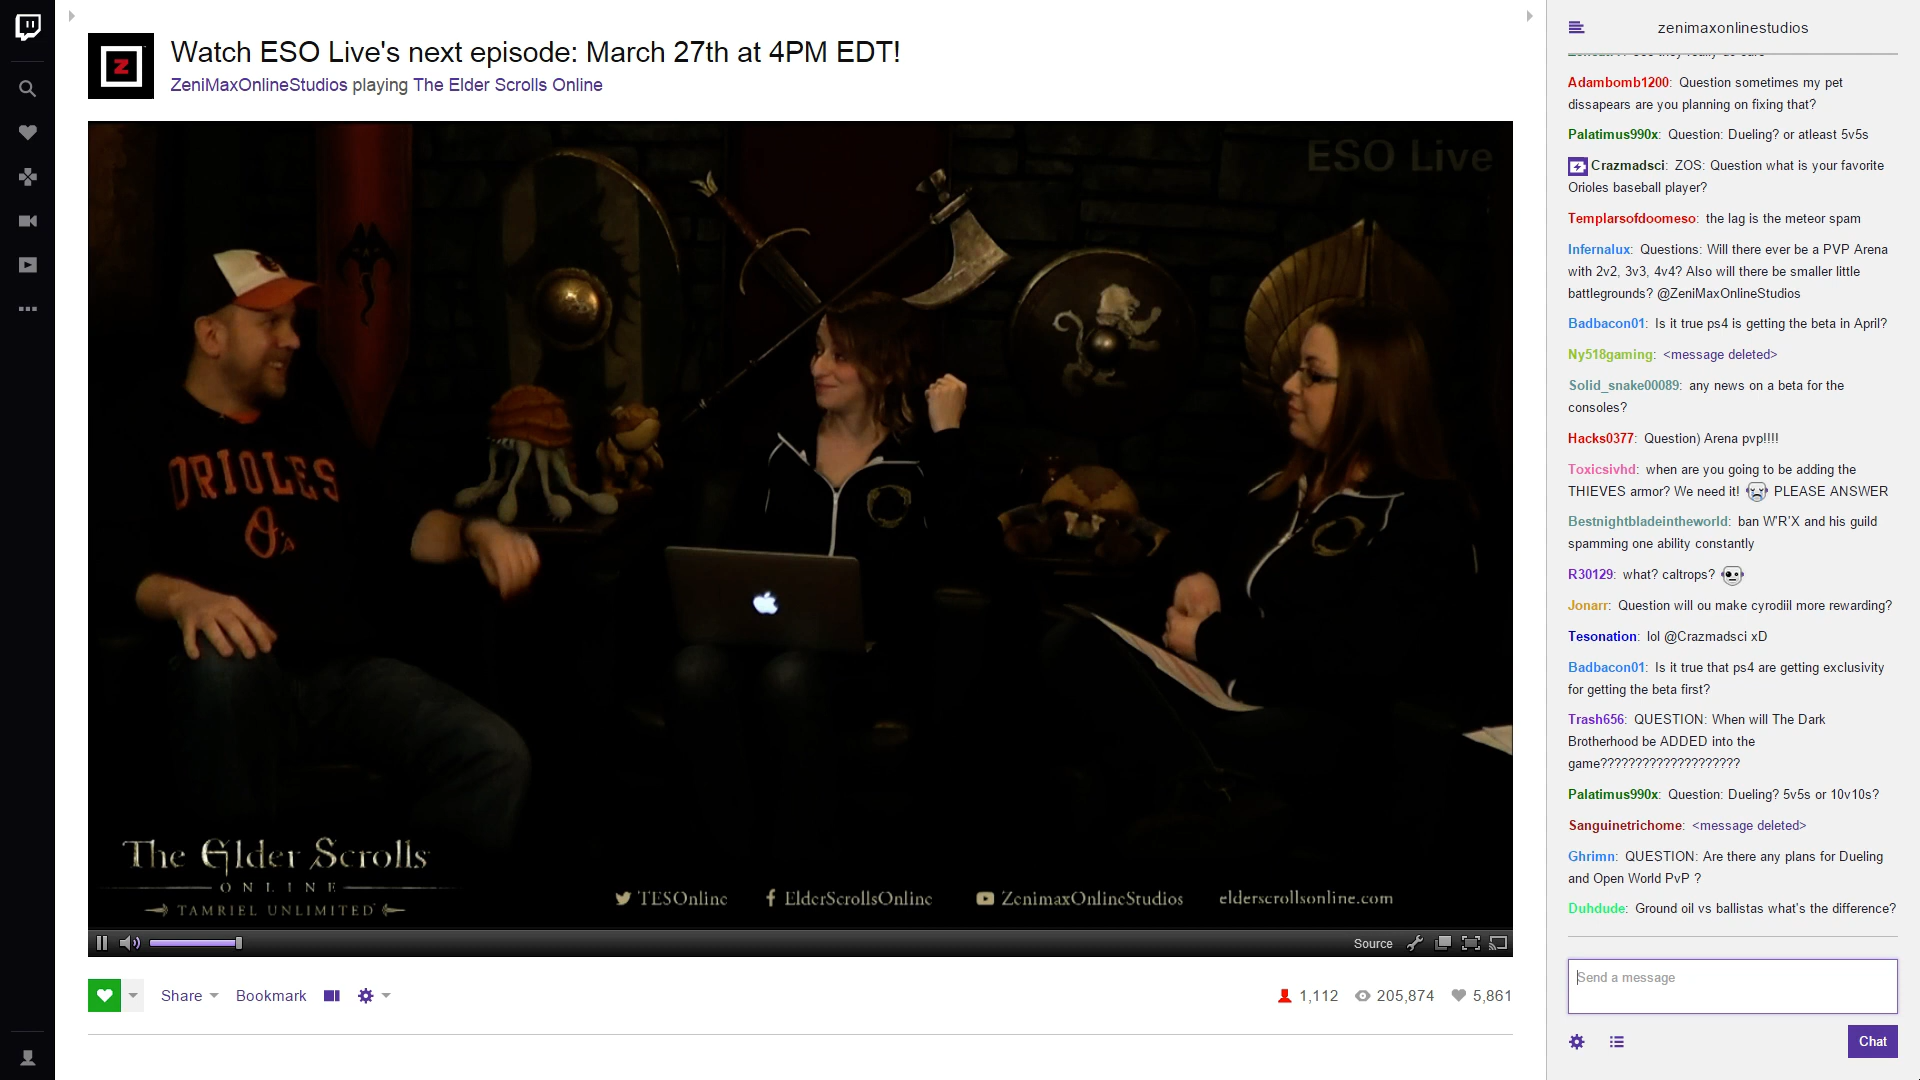 Watch ESO Live's next episode: March 27th at 4PM EDT!
ZeniMaxOnlineStudios playing The Elder Scrolls Online
Z
ESO Live
ORIOLES
O's
The Elder Scrolls
ONLINE
TAMRIEL UNLIMITED
TESOnline
ElderScrollsOnline
ZenimaxOnlineStudios
elderscrollsonline.com
Source
Share
Bookmark
1,112
205,874
5,861
zenimaxonlinestudios
Adambomb1200: Question sometimes my pet
dissapears are you planning on fixing that?
Palatimus990x: Question: Dueling? or atleast 5v5s
Crazmadsci: ZOS: Question what is your favorite
Orioles baseball player?
Templarsofdoomeso: the lag is the meteor spam
Infernalux: Questions: Will there ever be a PVP Arena
with 2v2, 3v3, 4v4? Also will there be smaller little
battlegrounds? @ZeniMaxOnlineStudios
Badbacon01: Is it true ps4 is getting the beta in April?
Ny518gaming: <message deleted>
Solid_snake00089: any news on a beta for the
consoles?
Hacks0377: Question) Arena pvp!!!!
Toxicsivhd: when are you going to be adding the
THIEVES armor? We need it! PLEASE ANSWER
Bestnightbladeintheworld: ban W'R'X and his guild
spamming one ability constantly
R30129: what? caltrops?
Jonarr: Question will ou make cyrodiil more rewarding?
Tesonation: lol @Crazmadsci xD
Badbacon01: Is it true that ps4 are getting exclusivity
for getting the beta first?
Trash656: QUESTION: When will The Dark
Brotherhood be ADDED into the
game????????????????????
Palatimus990x: Question: Dueling? 5v5s or 10v10s?
Sanguinetrichome: <message deleted>
Ghrimn: QUESTION: Are there any plans for Dueling
and Open World PvP ?
Duhdude: Ground oil vs ballistas what's the difference?
Send a message
Chat